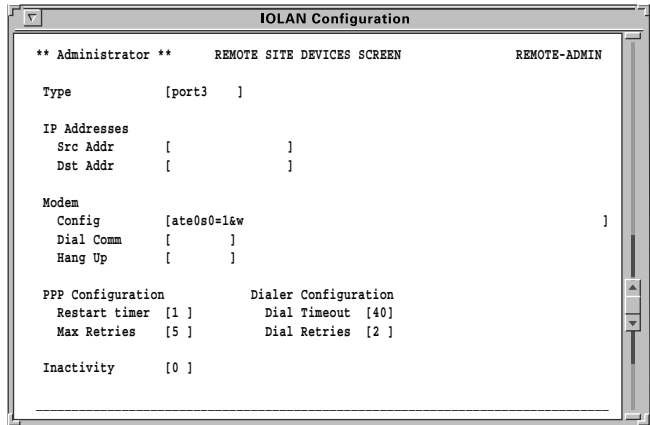 IOLAN Configuration
** Administrator ** REMOTE SITE DEVICES SCREEN REMOTE-ADMIN
Type [port3 ]
IP Addresses
Src Addr [ ]
Dst Addr [ ]
Modem
Config [ate0s0=1&w ]
Dial Comm [ ]
Hang Up [ ]
PPP Configuration Dialer Configuration
Restart timer [1 ] Dial Timeout [40]
Max Retries [5 ] Dial Retries [2 ]
Inactivity [0 ]